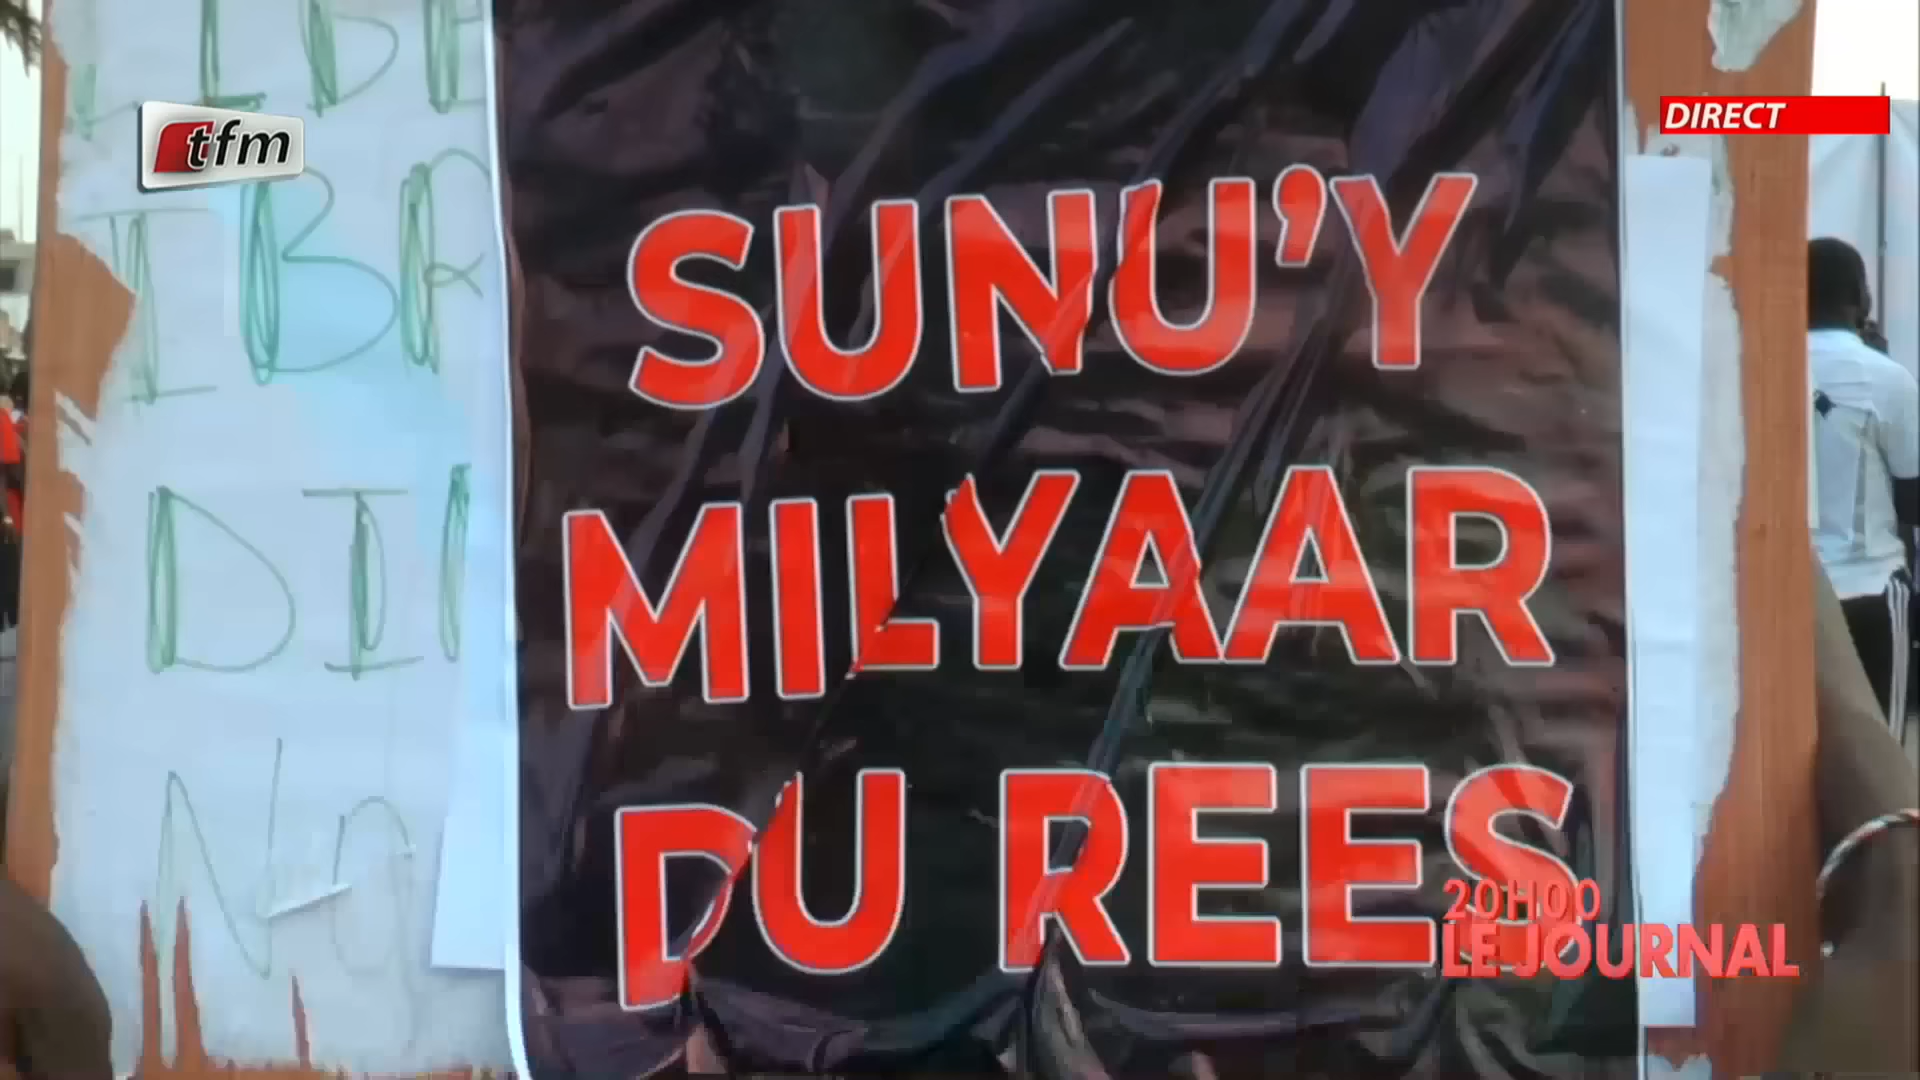 tfm
DIRECT
SUNU'Y
MILYAAR
DU REES
20H00
LE JOURNAL